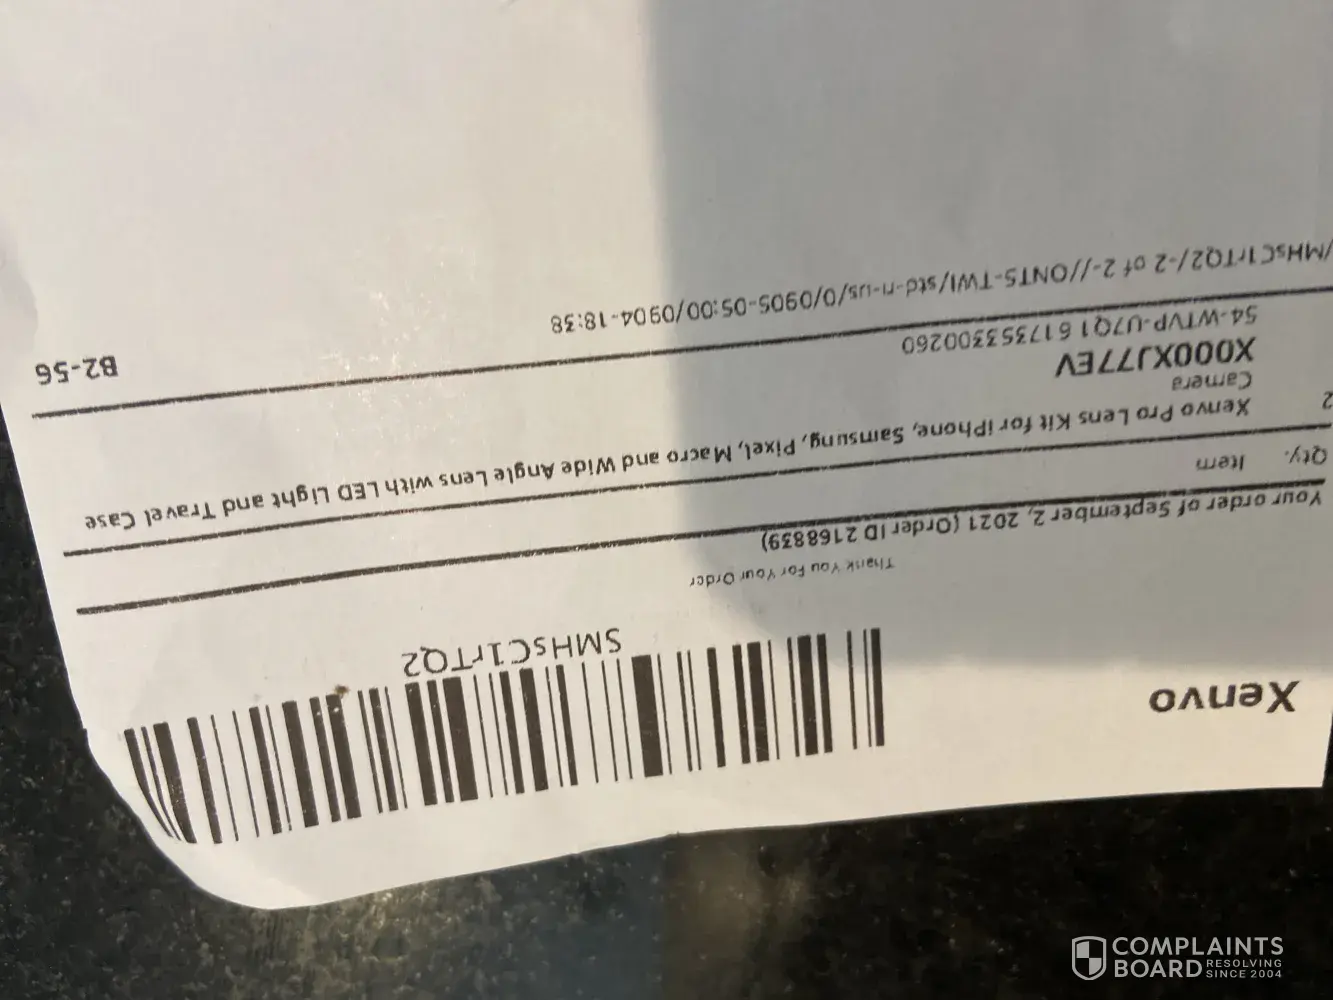 Xenvo
SMHsC1rTQ2
Thank You For Your Order
Your order of September 2, 2021 (Order ID 2168839)
Qty. Item
2 Xenvo Pro Lens Kit for iPhone, Samsung, Pixel, Macro and Wide Angle Lens with LED Light and Travel Case
Camera
X000XJ77EV
54-WTVP-U7Q1 617353300260
/MHsC1rTQ2/-2 of 2-//ONT5-TWI/std-n-us/0/0905-05:00/0904-18:38
B2-56
COMPLAINTS
BOARD RESOLVING
SINCE 2004